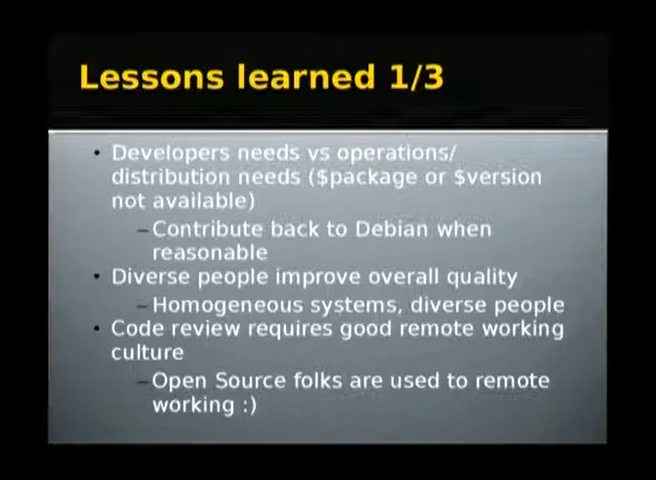 Lessons learned 1/3
• Developers needs vs operations/
distribution needs ($package or $version
not available)
–Contribute back to Debian when
reasonable
• Diverse people improve overall quality
–Homogeneous systems, diverse people
• Code review requires good remote working
culture
–Open Source folks are used to remote
working :)